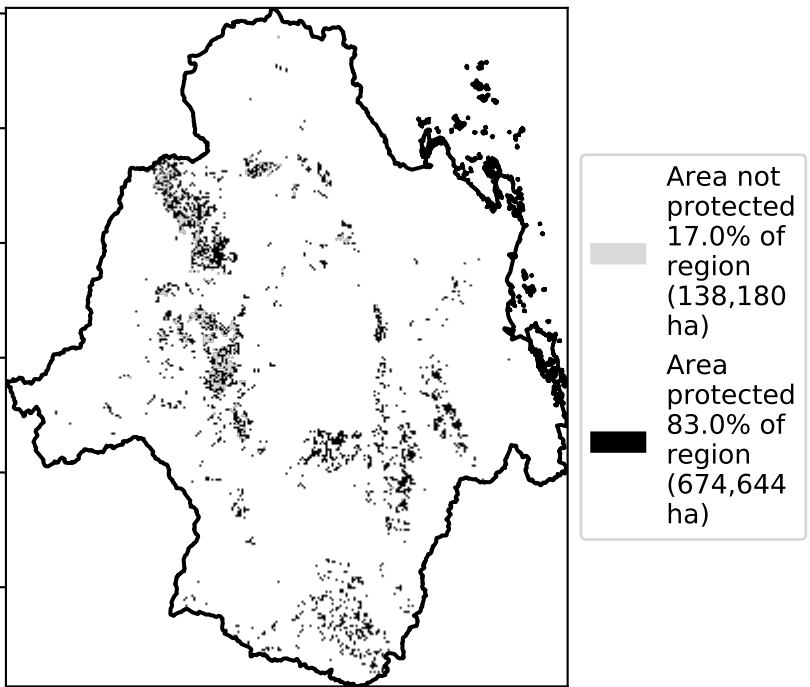 Area not
protected
17.0% of
region
(138,180
ha)
Area
protected
83.0% of
region
(674,644
ha)